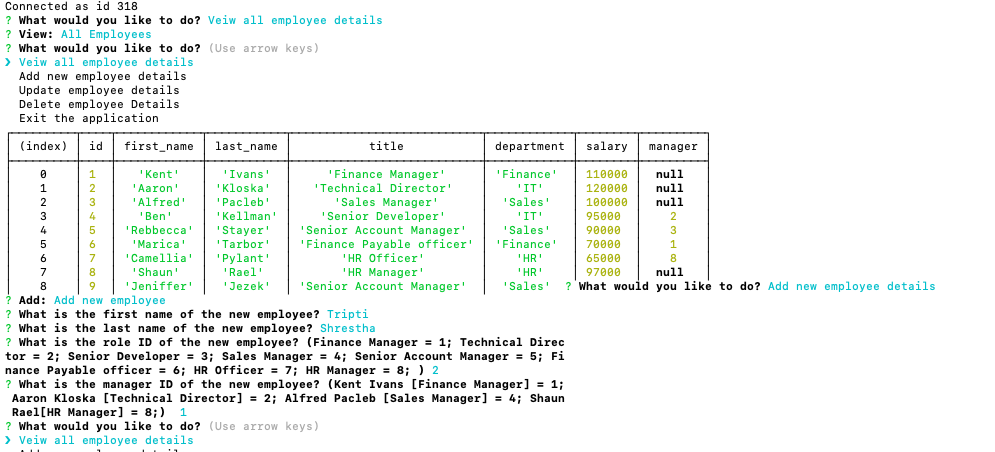 Connected as id 318
? What would you like to do? Veiw all employee details
? View: All Employees
? What would you like to do? (Use arrow keys)
❯ Veiw all employee details
Add new employee details
Update employee details
Delete employee Details
Exit the application
(index) id first_name last_name title department salary manager
0 1 'Kent' 'Ivans' 'Finance Manager' 'Finance' 110000 null
1 2 'Aaron' 'Kloska' 'Technical Director' 'IT' 120000 null
2 3 'Alfred' 'Pacleb' 'Sales Manager' 'Sales' 100000 null
3 4 'Ben' 'Kellman' 'Senior Developer' 'IT' 95000 2
4 5 'Rebbecca' 'Stayer' 'Senior Account Manager' 'Sales' 90000 3
5 6 'Marica' 'Tarbor' 'Finance Payable officer' 'Finance' 70000 1
6 7 'Camellia' 'Pylant' 'HR Officer' 'HR' 65000 8
7 8 'Shaun' 'Rael' 'HR Manager' 'HR' 97000 null
8 9 'Jeniffer' 'Jezek' 'Senior Account Manager' 'Sales' ? What would you like to do? Add new employee details
? Add: Add new employee
? What is the first name of the new employee? Tripti
? What is the last name of the new employee? Shrestha
? What is the role ID of the new employee? (Finance Manager = 1; Technical Direc
tor = 2; Senior Developer = 3; Sales Manager = 4; Senior Account Manager = 5; Fi
nance Payable officer = 6; HR Officer = 7; HR Manager = 8; ) 2
? What is the manager ID of the new employee? (Kent Ivans [Finance Manager] = 1;
Aaron Kloska [Technical Director] = 2; Alfred Pacleb [Sales Manager] = 4; Shaun
Rael[HR Manager] = 8;) 1
? What would you like to do? (Use arrow keys)
❯ Veiw all employee details